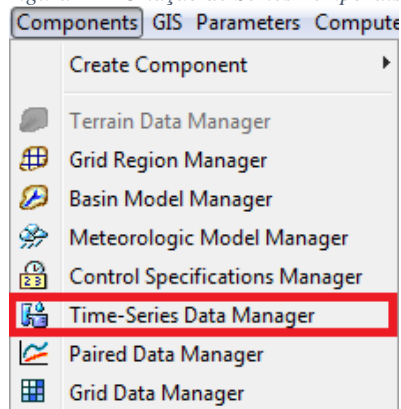 Components GIS Parameters Compute
Create Component
Terrain Data Manager
Grid Region Manager
Basin Model Manager
Meteorologic Model Manager
Control Specifications Manager
Time-Series Data Manager
Paired Data Manager
Grid Data Manager